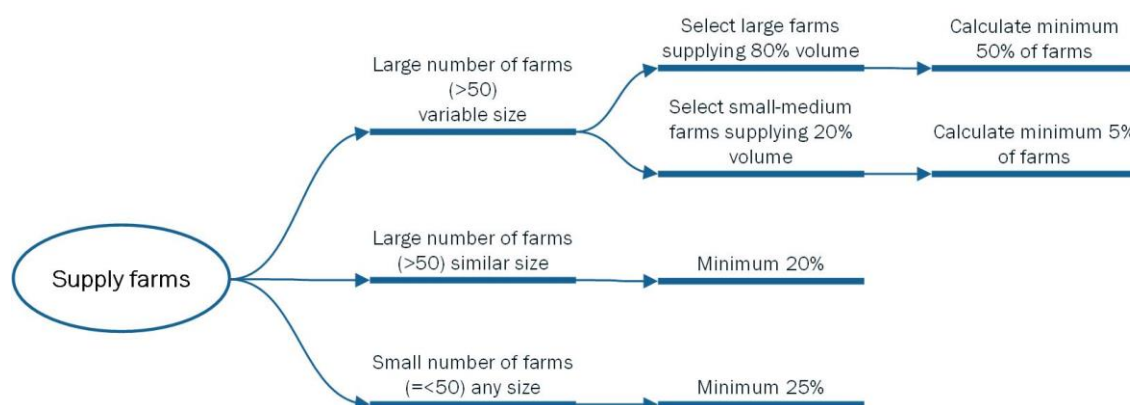 Select large farms
supplying 80% volume
Calculate minimum
50% of farms
Large number of farms
(>50)
variable size
Select small-medium
farms supplying 20%
volume
Calculate minimum 5%
of farms
Supply farms
Large number of farms
(>50) similar size
Minimum 20%
Small number of farms
(=<50) any size
Minimum 25%